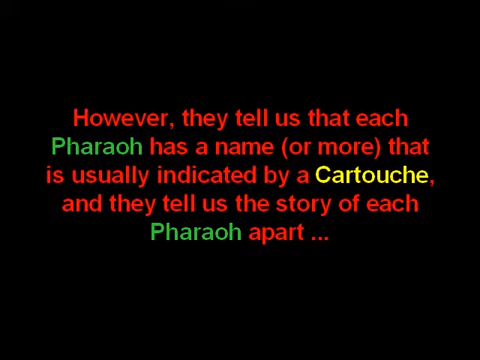 However, they tell us that each
Pharaoh has a name (or more) that
is usually indicated by a Cartouche,
and they tell us the story of each
Pharaoh apart ...